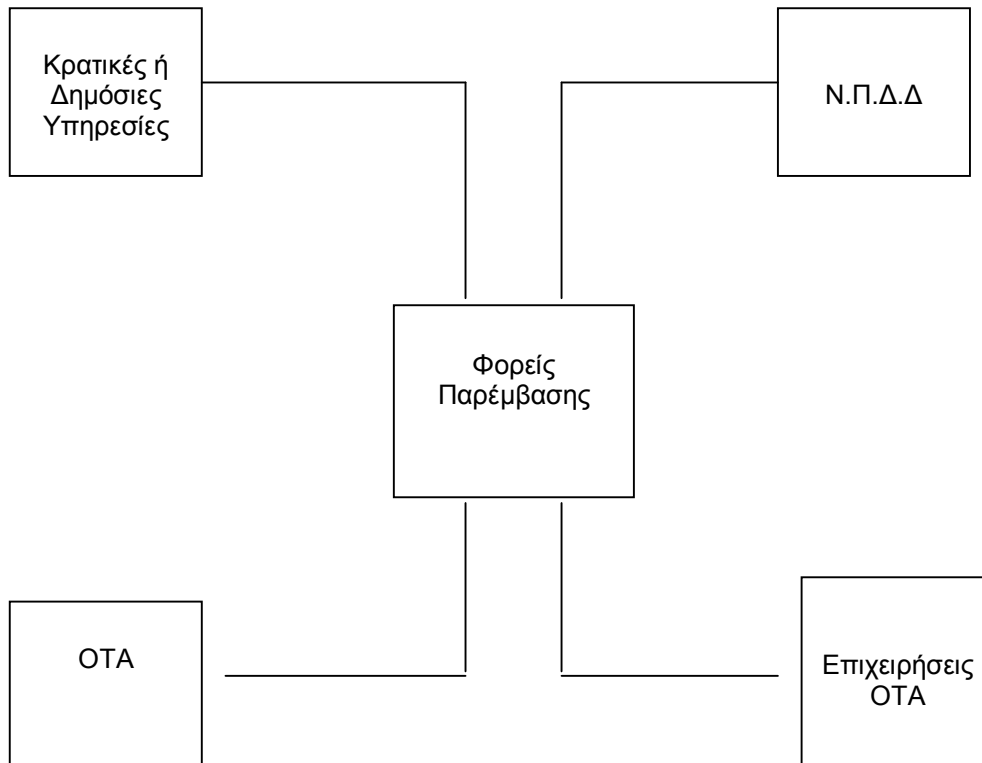 Κρατικές ή
Δημόσιες
Υπηρεσίες
Ν.Π.Δ.Δ
Φορείς
Παρέμβασης
ΟΤΑ
Επιχειρήσεις
ΟΤΑ